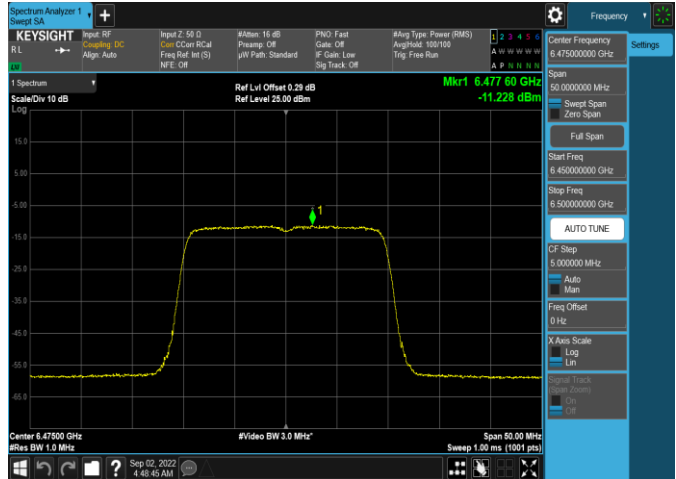 Spectrum Analyzer 1
Swept SA
+
Frequency
KEYSIGHT
RL
Input: RF
Coupling: DC
Align: Auto
Input Z: 50 Ω
Corr CCorr RCal
Freq Ref: Int (S)
NFE: Off
#Atten: 16 dB
Preamp: Off
µW Path: Standard
PNO: Fast
Gate: Off
IF Gain: Low
Sig Track: Off
#Avg Type: Power (RMS)
Avg|Hold: 100/100
Trig: Free Run
1 2 3 4 5 6
A W W W W W
A P N N N N
1 Spectrum
Scale/Div 10 dB
Log
Ref Lvl Offset 0.29 dB
Ref Level 25.00 dBm
Mkr1 6.477 60 GHz
-11.228 dBm
15.0
5.00
-5.00
-15.0
-25.0
-35.0
-45.0
-55.0
-65.0
1
Center 6.47500 GHz
#Res BW 1.0 MHz
#Video BW 3.0 MHz*
Span 50.00 MHz
Sweep 1.00 ms (1001 pts)
Sep 02, 2022
4:48:45 AM
Center Frequency
6.475000000 GHz
Span
50.0000000 MHz
Swept Span
Zero Span
Full Span
Start Freq
6.450000000 GHz
Stop Freq
6.500000000 GHz
AUTO TUNE
CF Step
5.000000 MHz
Auto
Man
Freq Offset
0 Hz
X Axis Scale
Log
Lin
Signal Track
(Span Zoom)
On
Off
Settings